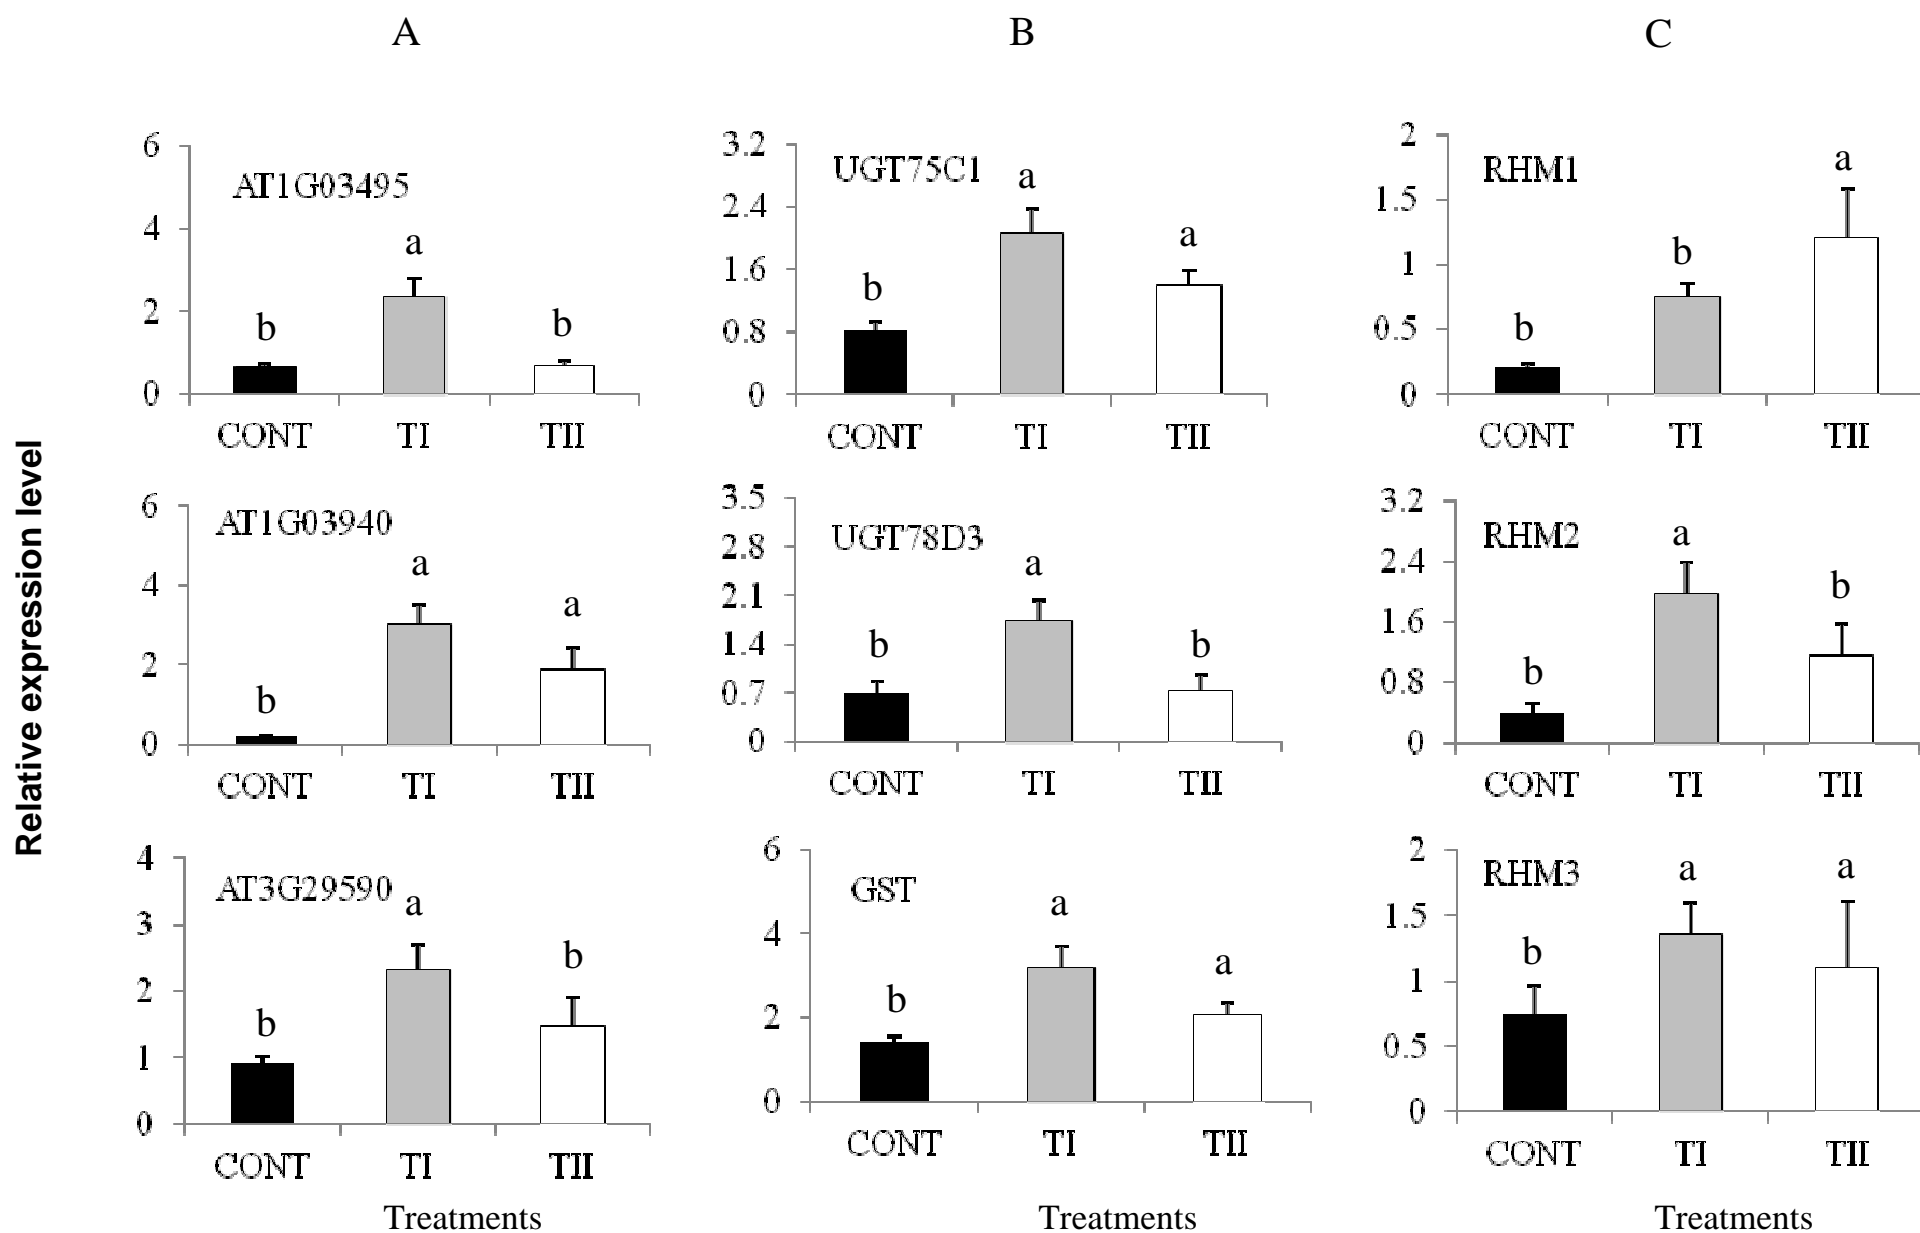 A
B
C
Relative expression level
6
4
2
0
AT1G03495
b
a
b
CONT TI TII
3.2
2.4
1.6
0.8
0
UGT75C1
b
a
a
CONT TI TII
2
1.5
1
0.5
0
RHM1
b
b
a
CONT TI TII
6
4
2
0
AT1G03940
b
a
a
CONT TI TII
3.5
2.8
2.1
1.4
0.7
0
UGT78D3
b
a
b
CONT TI TII
3.2
2.4
1.6
0.8
0
RHM2
b
a
b
CONT TI TII
4
3
2
1
0
AT3G29590
b
a
b
CONT TI TII
Treatments
6
4
2
0
GST
b
a
a
CONT TI TII
Treatments
2
1.5
1
0.5
0
RHM3
b
a
a
CONT TI TII
Treatments